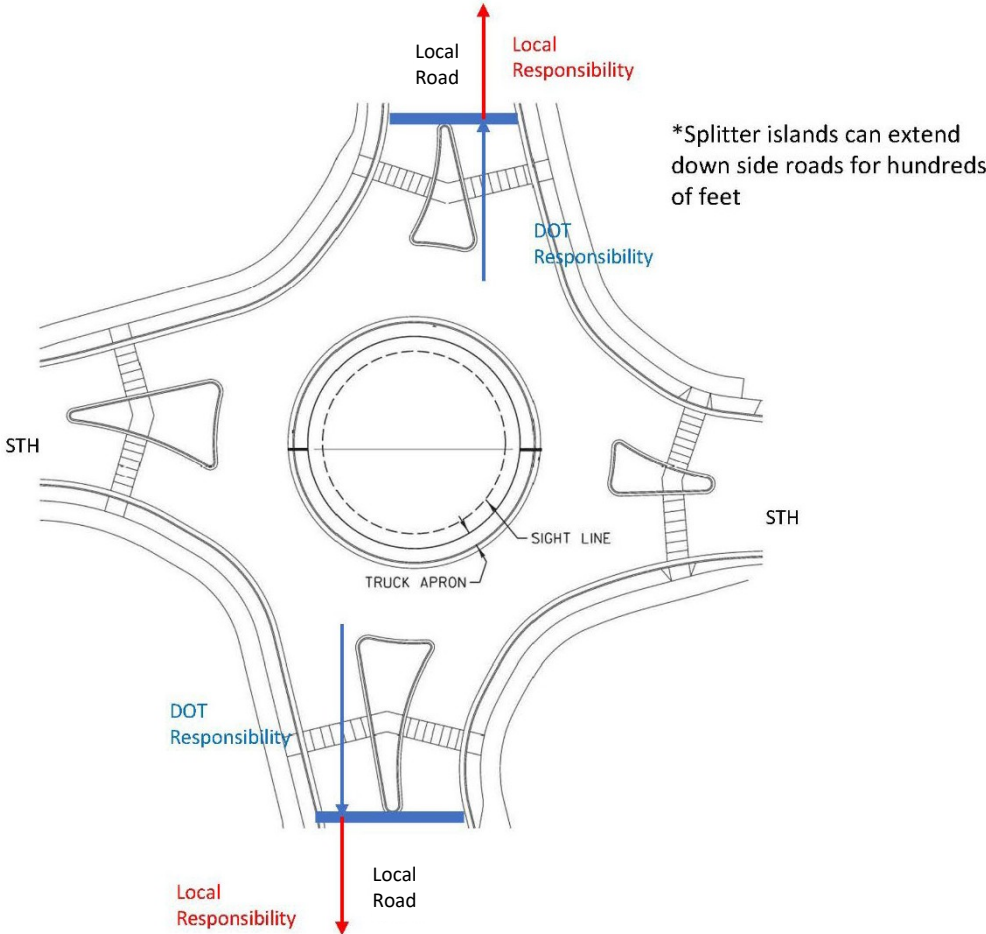 Local
Road
Local
Responsibility
*Splitter islands can extend
down side roads for hundreds
of feet
DOT
Responsibility
STH
STH
SIGHT LINE
TRUCK APRON
DOT
Responsibility
Local
Road
Local
Responsibility